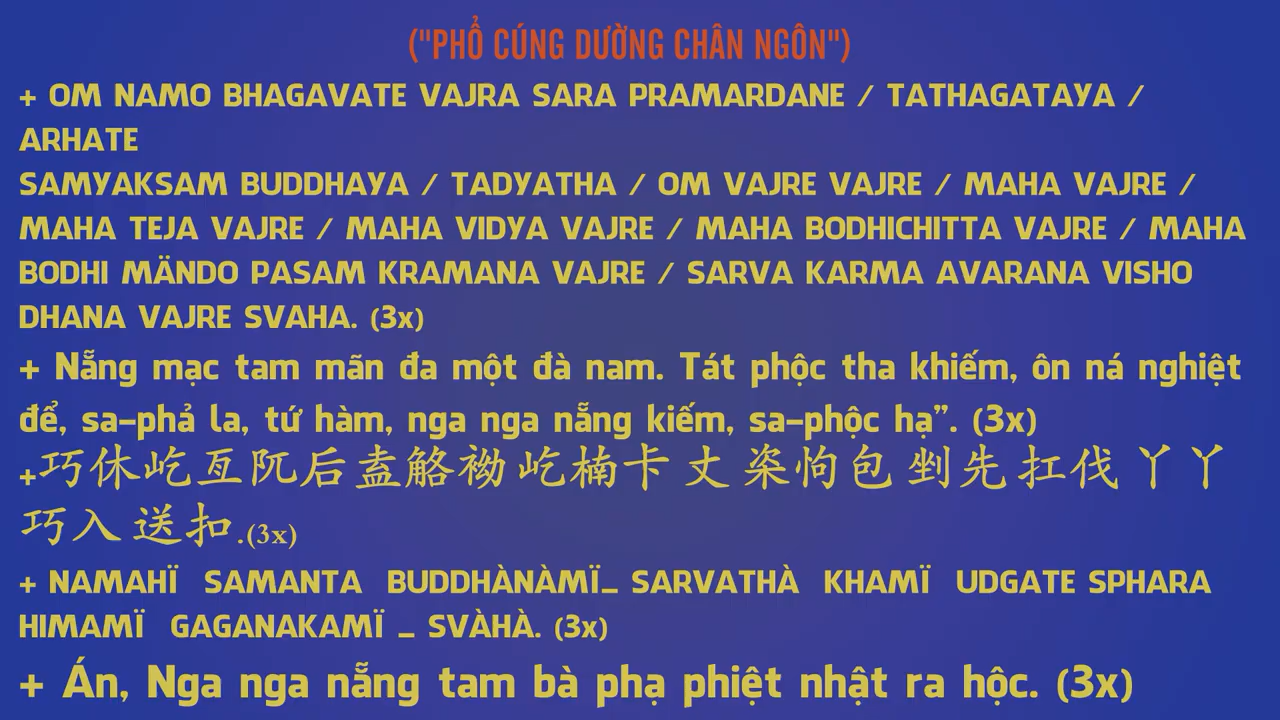 ("PHỔ CÚNG DƯỜNG CHÂN NGÔN")
+ OM NAMO BHAGAVATE VAJRA SARA PRAMARDANE / TATHAGATAYA /
ARHATE
SAMYAKSAM BUDDHAYA / TADYATHA / OM VAJRE VAJRE / MAHA VAJRE /
MAHA TEJA VAJRE / MAHA VIDYA VAJRE / MAHA BODHICHITTA VAJRE / MAHA
BODHI MÄNDO PASAM KRAMANA VAJRE / SARVA KARMA AVARANA VISHO
DHANA VAJRE SVAHA. (3x)
+ Nẵng mạc tam mãn đa một đà nam. Tát phộc tha khiếm, ôn ná nghiệt
để, sa-phả la, tứ hàm, nga nga nẵng kiếm, sa-phộc hạ”. (3x)
+巧休屹亙阢后盍觡袎屹楠卡丈栥怐包剉先扛伐丫丫
巧入送扣.(3x)
+ NAMAHÏ SAMANTA BUDDHÀNÀMÏ_ SARVATHÀ KHAMÏ UDGATE SPHARA
HIMAMÏ GAGANAKAMÏ _ SVÀHÀ. (3x)
+ Án, Nga nga nẵng tam bà phạ phiệt nhật ra hộc. (3x)